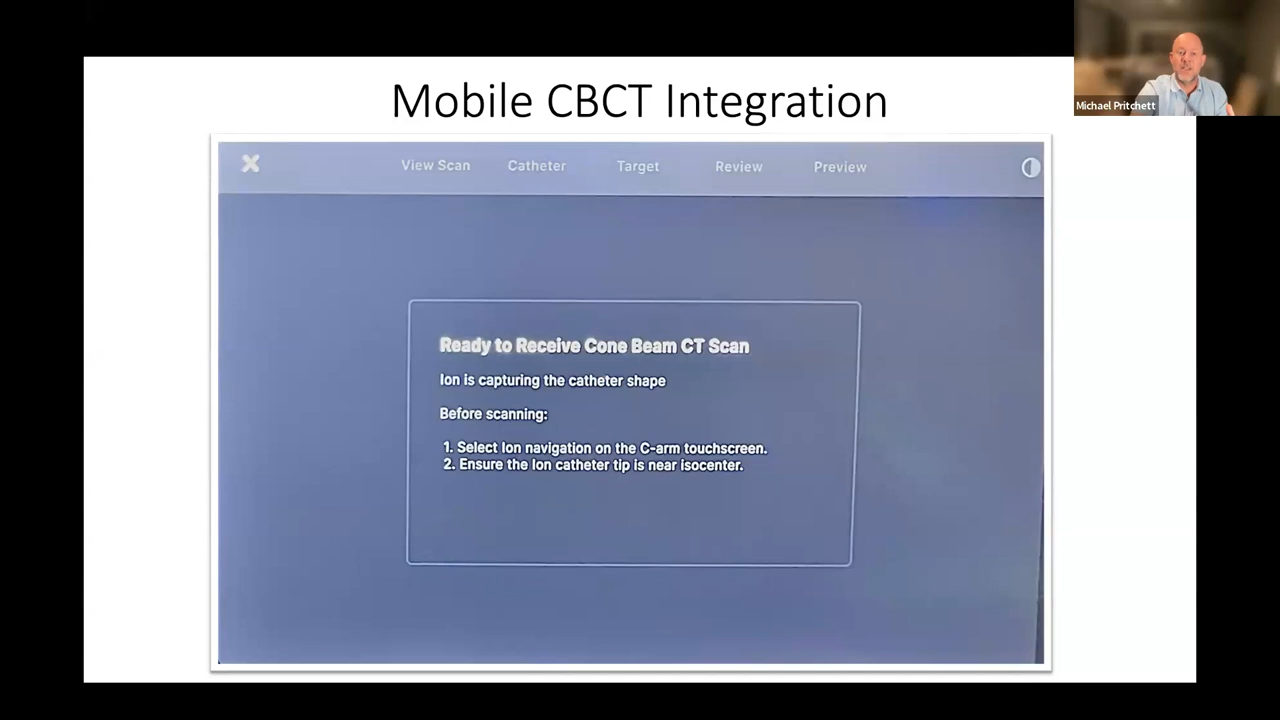 Mobile CBCT Integration
Michael Pritchett
View Scan Catheter Target Review Preview
Ready to Receive Cone Beam CT Scan
Ion is capturing the catheter shape
Before scanning:
1. Select Ion navigation on the C-arm touchscreen.
2. Ensure the Ion catheter tip is near isocenter.